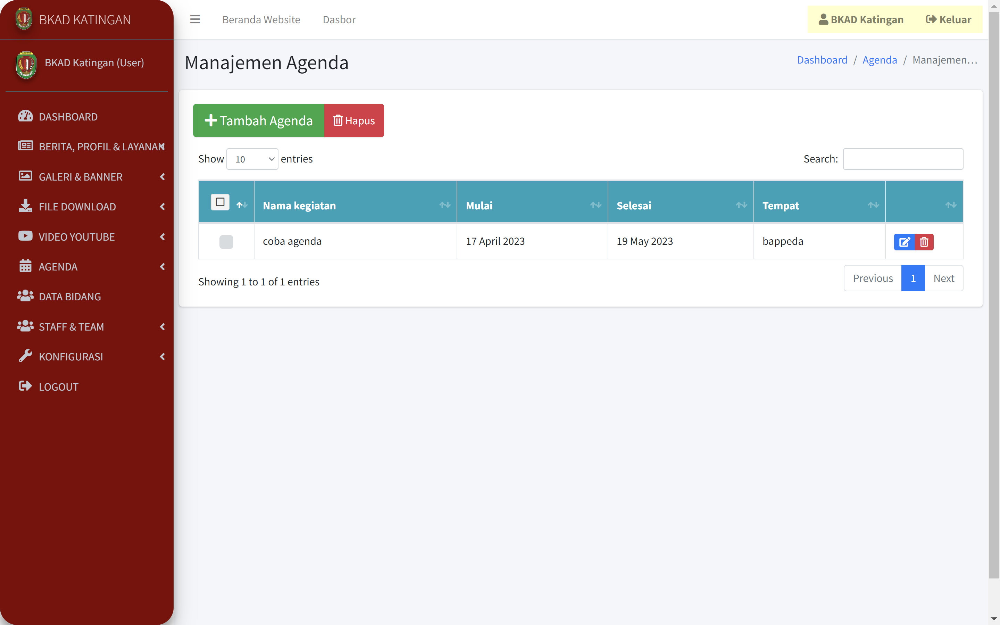 BKAD KATINGAN
Beranda Website
Dasbor
BKAD Katingan
Keluar
BKAD Katingan (User)
DASHBOARD
BERITA, PROFIL & LAYANAN
GALERI & BANNER
FILE DOWNLOAD
VIDEO YOUTUBE
AGENDA
DATA BIDANG
STAFF & TEAM
KONFIGURASI
LOGOUT
Manajemen Agenda
Dashboard / Agenda / Manajemen...
Tambah Agenda
Hapus
Show 10 entries
Search:
Nama kegiatan
Mulai
Selesai
Tempat
coba agenda
17 April 2023
19 May 2023
bappeda
Showing 1 to 1 of 1 entries
Previous 1 Next